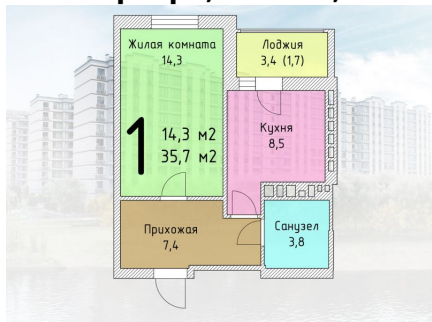 Жилая комната
14,3
Лоджия
3,4 (1,7)
1
14,3 м2
35,7 м2
Кухня
8,5
Прихожая
7,4
Санузел
3,8